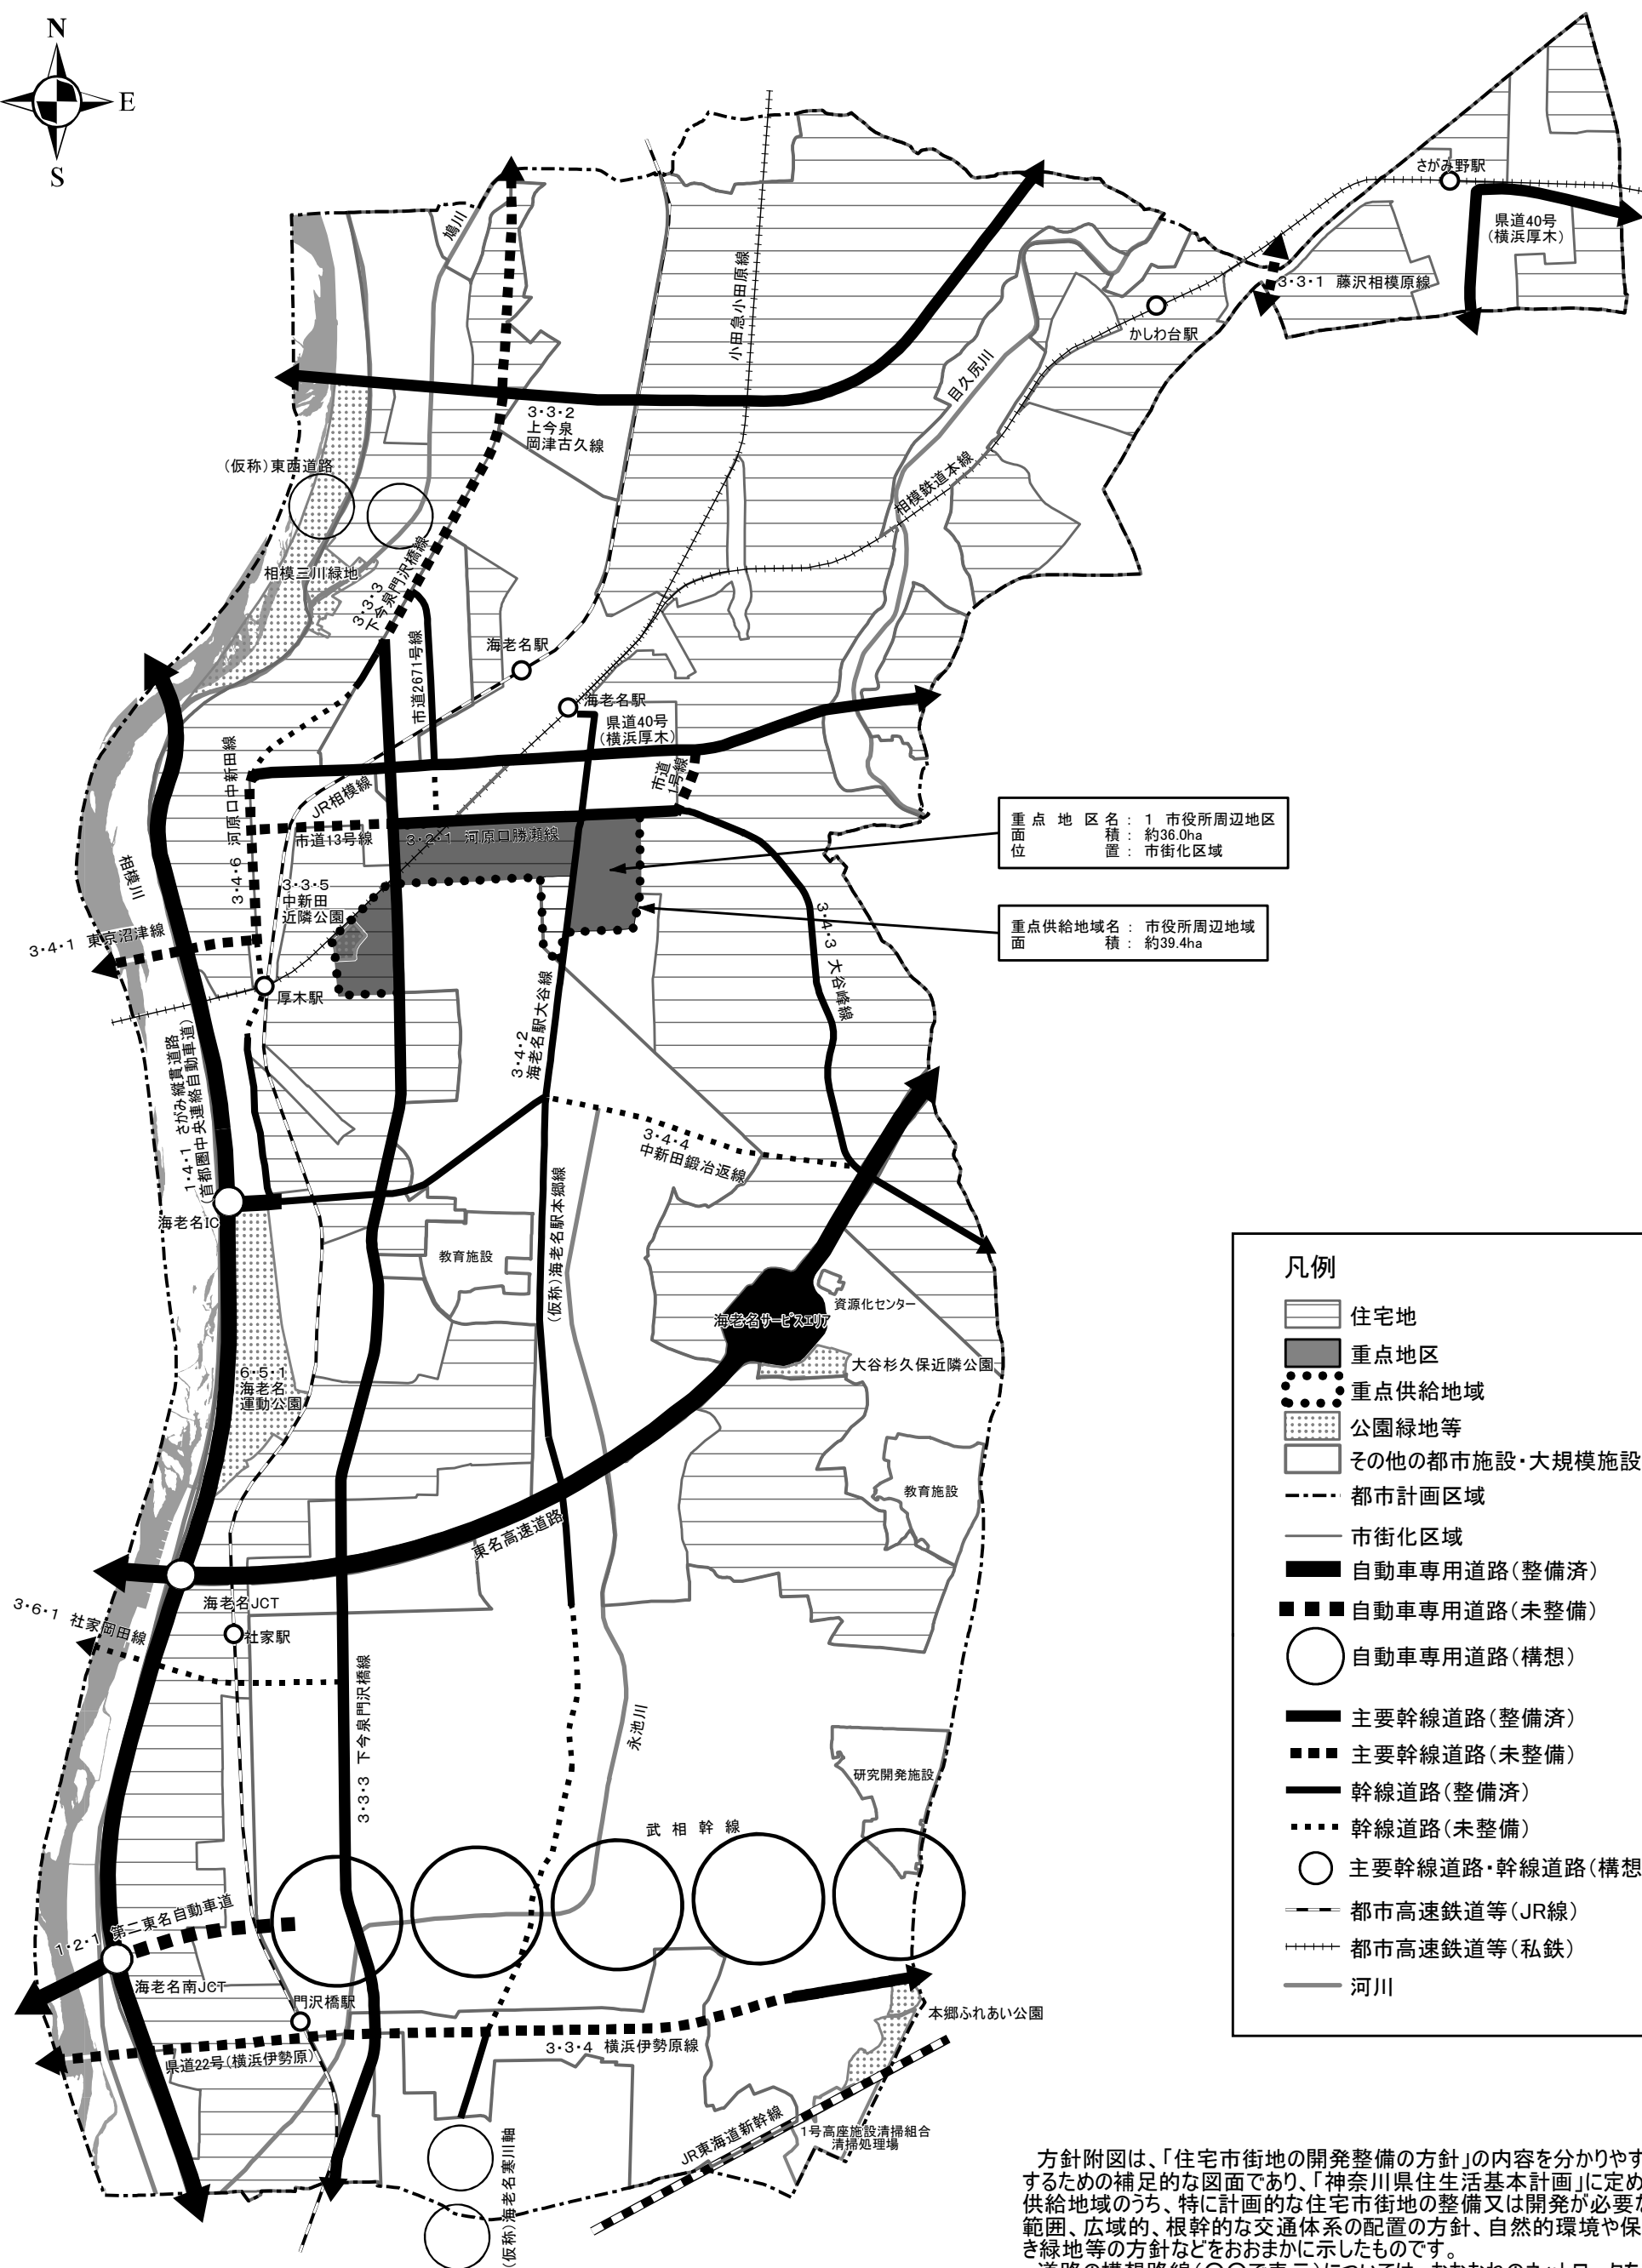 N
E
S
さがみ野駅
県道40号
(横浜厚木)
3・3・1 藤沢相模原線
かしわ台駅
鳩川
小田急小田原線
目久尻川
3・3・2
上今泉
岡津古久線
(仮称)東西道路
相模鉄道本線
相模三川緑地
3・3・3
下今泉門沢橋線
市道2671号線
海老名駅
海老名駅
県道40号
(横浜厚木)
市道
1号線
3・4・6 河原口中新田線
JR相模線
市道13号線
3・2・1 河原口勝瀬線
重点地区名: 1 市役所周辺地区
面積: 約36.0ha
位置: 市街化区域
相模川
3・3・5
中新田
近隣公園
重点供給地域名: 市役所周辺地域
面積: 約39.4ha
3・4・1 東京沼津線
3・4・3 大谷峰線
厚木駅
3・4・2
海老名駅大谷線
1・4・1 さがみ縦貫道路
(首都圏中央連絡自動車道)
3・4・4
中新田鍛冶返線
海老名IC
(仮称)海老名駅本郷線
教育施設
資源化センター
海老名サービスエリア
大谷杉久保近隣公園
6・5・1
海老名
運動公園
教育施設
東名高速道路
海老名JCT
3・6・1 社家岡田線
社家駅
3・3・3 下今泉門沢橋線
永池川
研究開発施設
武相幹線
1・2・1 第二東名自動車道
海老名南JCT
門沢橋駅
本郷ふれあい公園
県道22号(横浜伊勢原)
3・3・4 横浜伊勢原線
JR東海道新幹線
1号高座施設清掃組合
清掃処理場
(仮称)海老名寒川軸
凡例
住宅地
重点地区
重点供給地域
公園緑地等
その他の都市施設・大規模施設
都市計画区域
市街化区域
自動車専用道路(整備済)
自動車専用道路(未整備)
自動車専用道路(構想)
主要幹線道路(整備済)
主要幹線道路(未整備)
幹線道路(整備済)
幹線道路(未整備)
主要幹線道路・幹線道路(構想
都市高速鉄道等(JR線)
都市高速鉄道等(私鉄)
河川
方針附図は、「住宅市街地の開発整備の方針」の内容を分かりやす
するための補足的な図面であり、「神奈川県住生活基本計画」に定め
供給地域のうち、特に計画的な住宅市街地の整備又は開発が必要な
範囲、広域的、根幹的な交通体系の配置の方針、自然的環境や保
き緑地等の方針などをおおまかに示したものです。